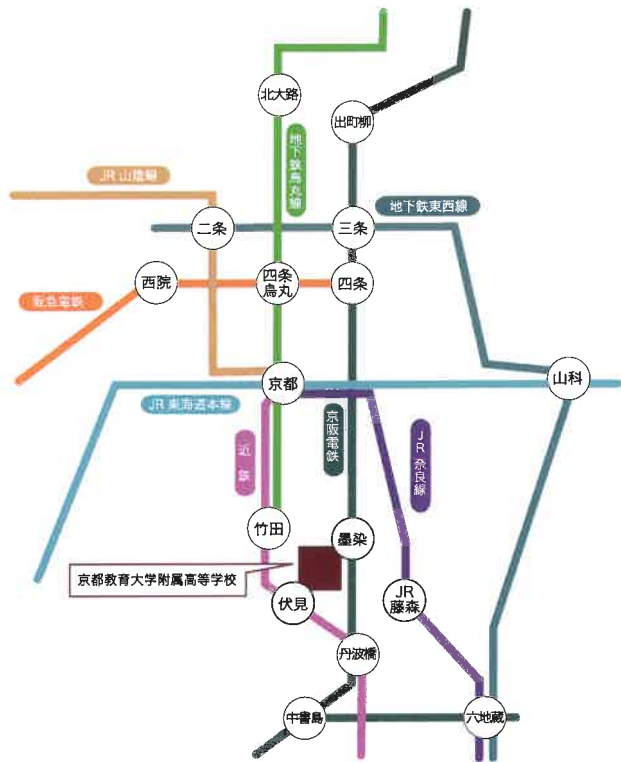 北大路
出町柳
地下鉄烏丸線
JR 山陰線
地下鉄東西線
二条
三条
西院
四条
烏丸
四条
阪急電鉄
京都
山科
JR 東海道本線
近鉄
京阪電鉄
JR奈良線
竹田
墨染
京都教育大学附属高等学校
伏見
JR
藤森
丹波橋
中書島
六地蔵